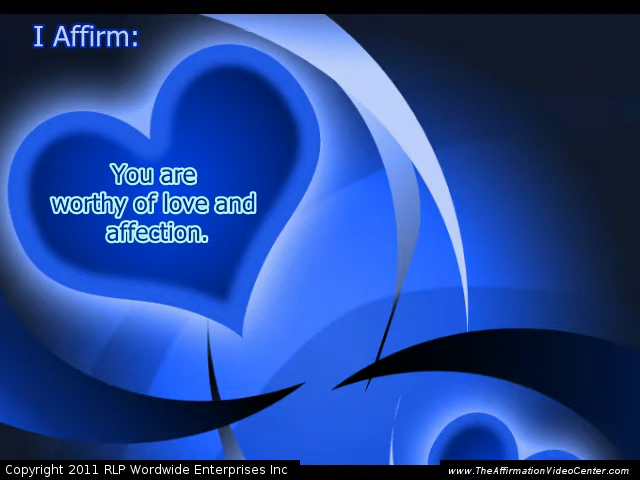 I Affirm:
You are
worthy of love and
affection.
Copyright 2011 RLP Wordwide Enterprises Inc
www.TheAffirmationVideoCenter.com